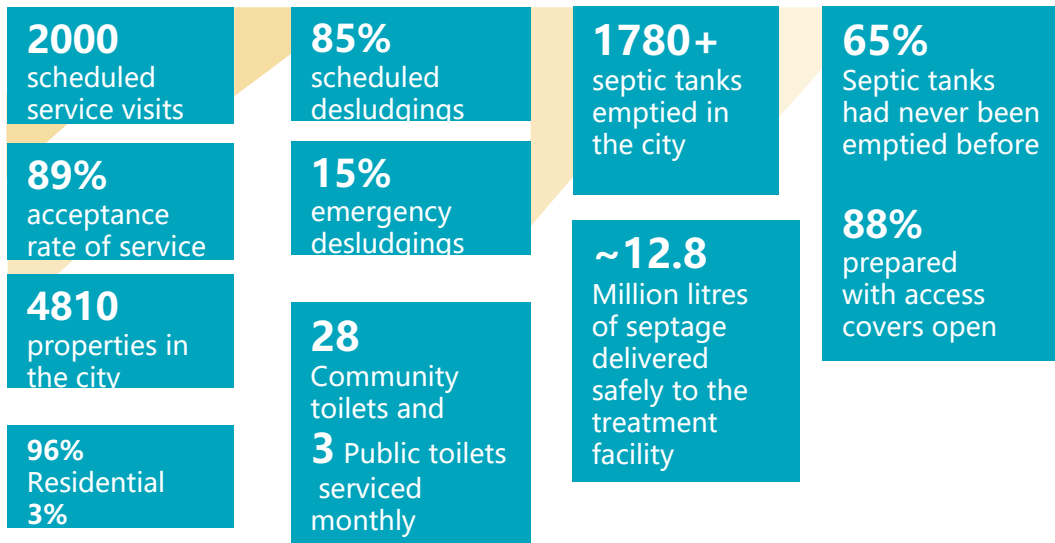 2000
scheduled
service visits
89%
acceptance
rate of service
4810
properties in
the city
96%
Residential
3%
85%
scheduled
desludgings
15%
emergency
desludgings
28
Community
toilets and
3 Public toilets
serviced
monthly
1780+
septic tanks
emptied in
the city
~12.8
Million litres
of septage
delivered
safely to the
treatment
facility
65%
Septic tanks
had never been
emptied before
88%
prepared
with access
covers open